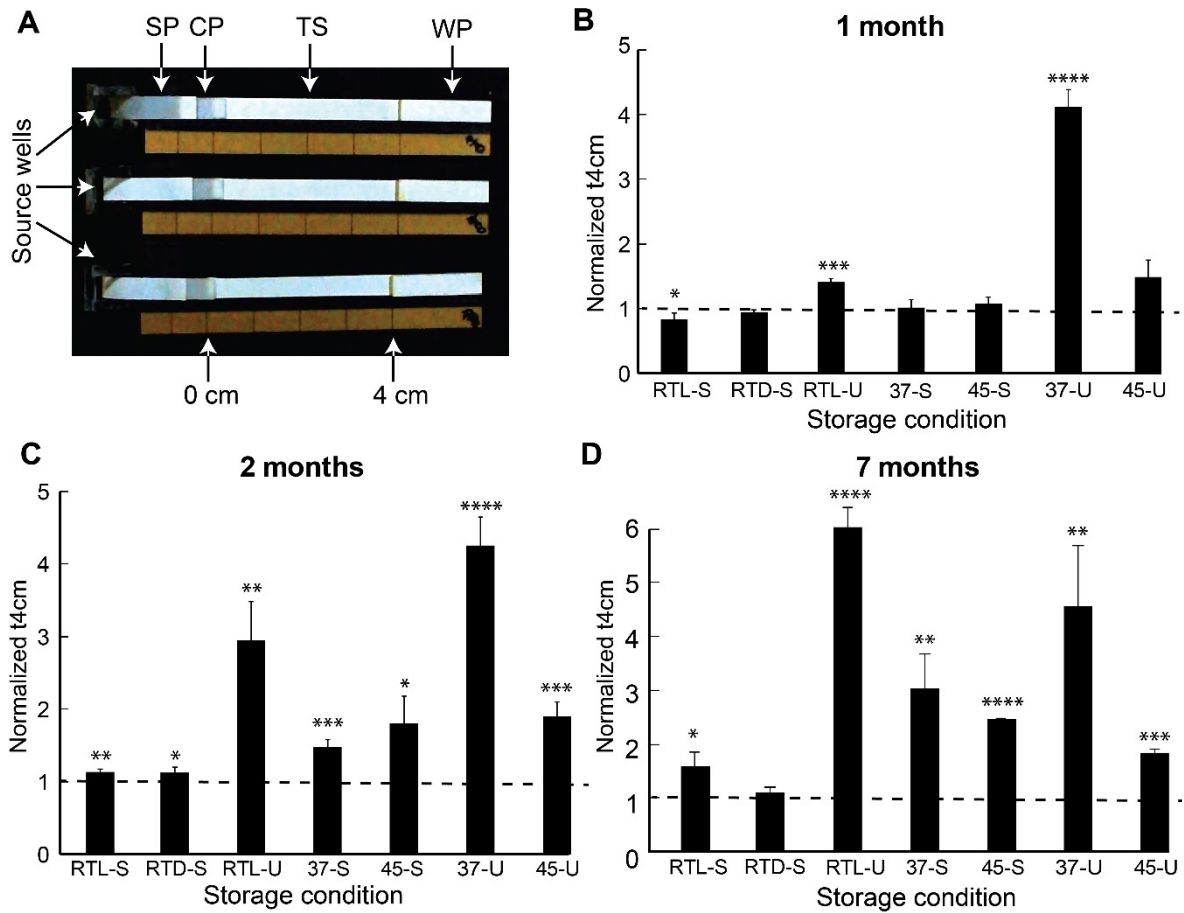 A
SP CP TS WP
Source wells
0 cm
4 cm
B
1 month
Normalized t4cm
5
4
3
2
1
0
*
***
****
RTL-S RTD-S RTL-U 37-S 45-S 37-U 45-U
Storage condition
C
2 months
Normalized t4cm
5
4
3
2
1
0
**
*
**
***
*
****
***
RTL-S RTD-S RTL-U 37-S 45-S 37-U 45-U
Storage condition
D
7 months
Normalized t4cm
6
5
4
3
2
1
0
*
****
**
****
**
***
RTL-S RTD-S RTL-U 37-S 45-S 37-U 45-U
Storage condition